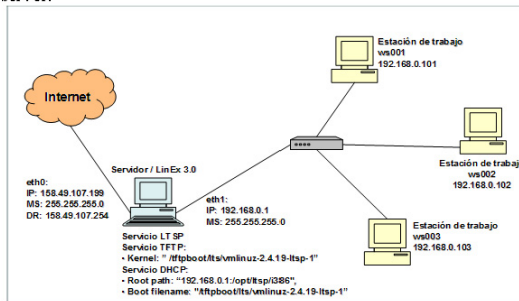 Estación de trabajo
ws001
192.168.0.101
Internet
Estación de trabajo
ws002
192.168.0.102
Servidor / LinEx 3.0
eth0:
IP: 158.49.107.199
MS: 255.255.255.0
DR: 158.49.107.254
eth1:
IP: 192.168.0.1
MS: 255.255.255.0
Estación de trabajo
ws003
192.168.0.103
Servicio LTSP
Servicio TFTP:
• Kernel: " /tftpboot/lts/vmlinuz-2.4.19-ltsp-1"
Servicio DHCP:
• Root path: "192.168.0.1:/opt/ltsp/i386",
• Boot filename: "/tftpboot/lts/vmlinuz-2.4.19-ltsp-1"